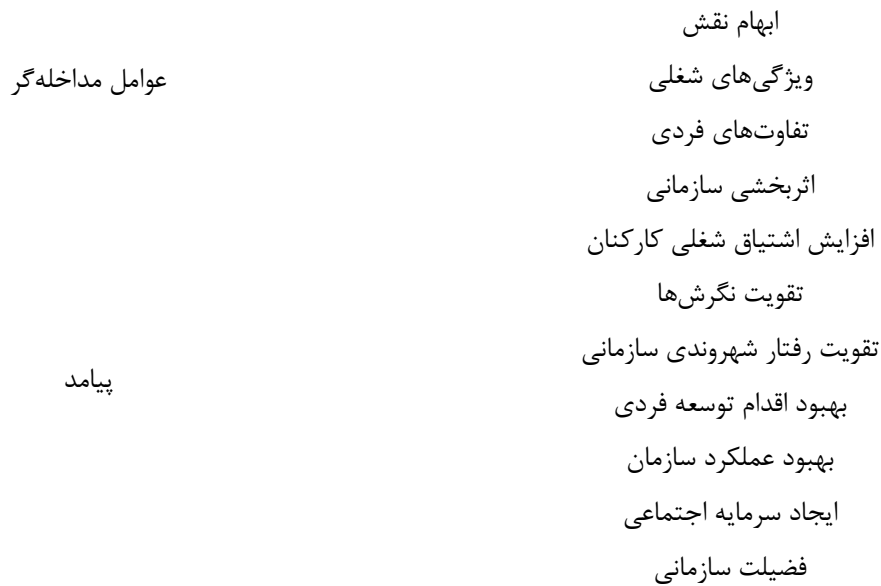 ابهام نقش
ویژگی‌های شغلی
عوامل مداخله‌گر
تفاوت‌های فردی
اثربخشی سازمانی
افزایش اشتیاق شغلی کارکنان
تقویت نگرش‌ها
تقویت رفتار شهروندی سازمانی
پیامد
بهبود اقدام توسعه فردی
بهبود عملکرد سازمان
ایجاد سرمایه اجتماعی
فضیلت سازمانی